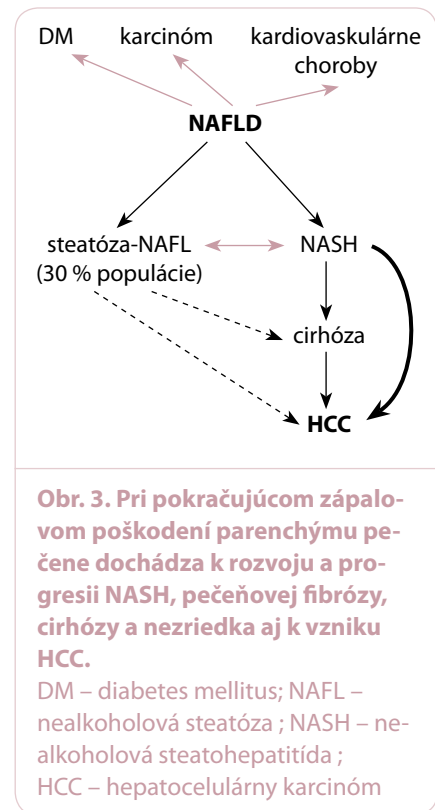 DM karcinóm kardiovaskulárne
choroby
NAFLD
steatóza-NAFL NASH
(30 % populácie)
cirhóza
HCC
Obr. 3. Pri pokračujúcom zápalo-
vom poškodení parenchýmu pe-
čene dochádza k rozvoju a pro-
gresii NASH, pečeňovej fibrózy,
cirhózy a nezriedka aj k vzniku
HCC.
DM – diabetes mellitus; NAFL –
nealkoholová steatóza ; NASH – ne-
alkoholová steatohepatitída ;
HCC – hepatocelulárny karcinóm